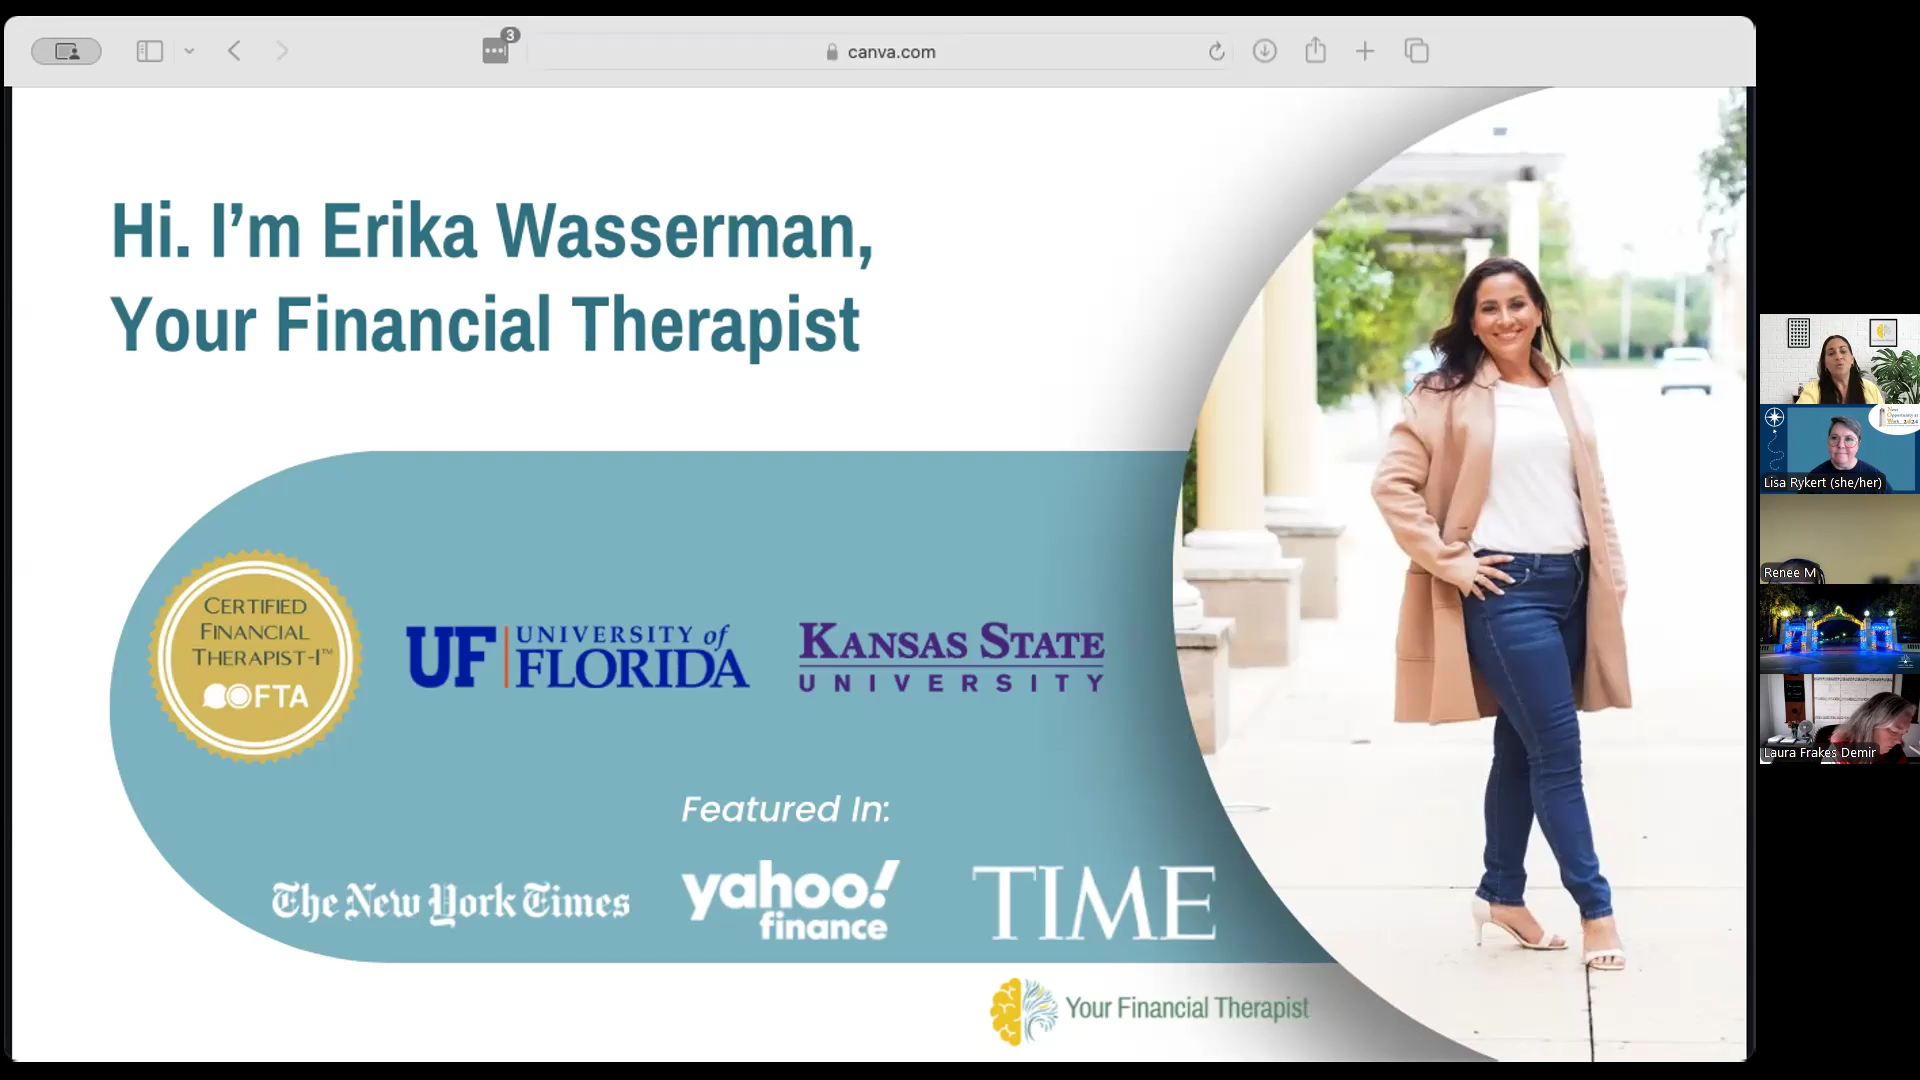 3
canva.com
Hi. I'm Erika Wasserman,
Your Financial Therapist
CERTIFIED
FINANCIAL
THERAPIST-I™
FTA
UF UNIVERSITY of
FLORIDA
KANSAS STATE
UNIVERSITY
Featured In:
The New York Times
yahoo!
finance
TIME
Your Financial Therapist
Lisa Rykert (she/her)
Renee M
Laura Frakes Demir